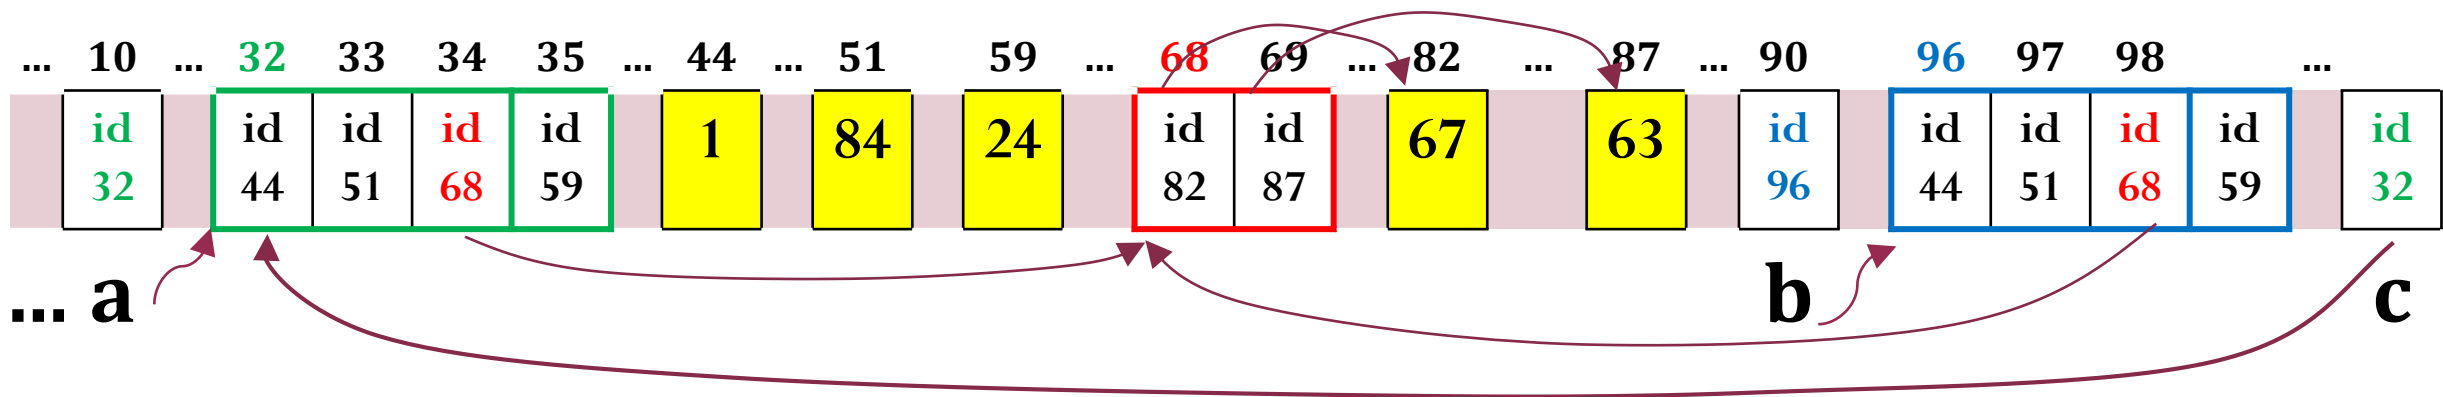 ... 10 ... 32 33 34 35 ... 44 ... 51 59 ... 68 69 ... 82 ... 87 ... 90 96 97 98 ...
id id id id id 1 84 24 id id 67 63 id id id id id id
32 44 51 68 59 82 87 96 44 51 68 59 32
... a b c